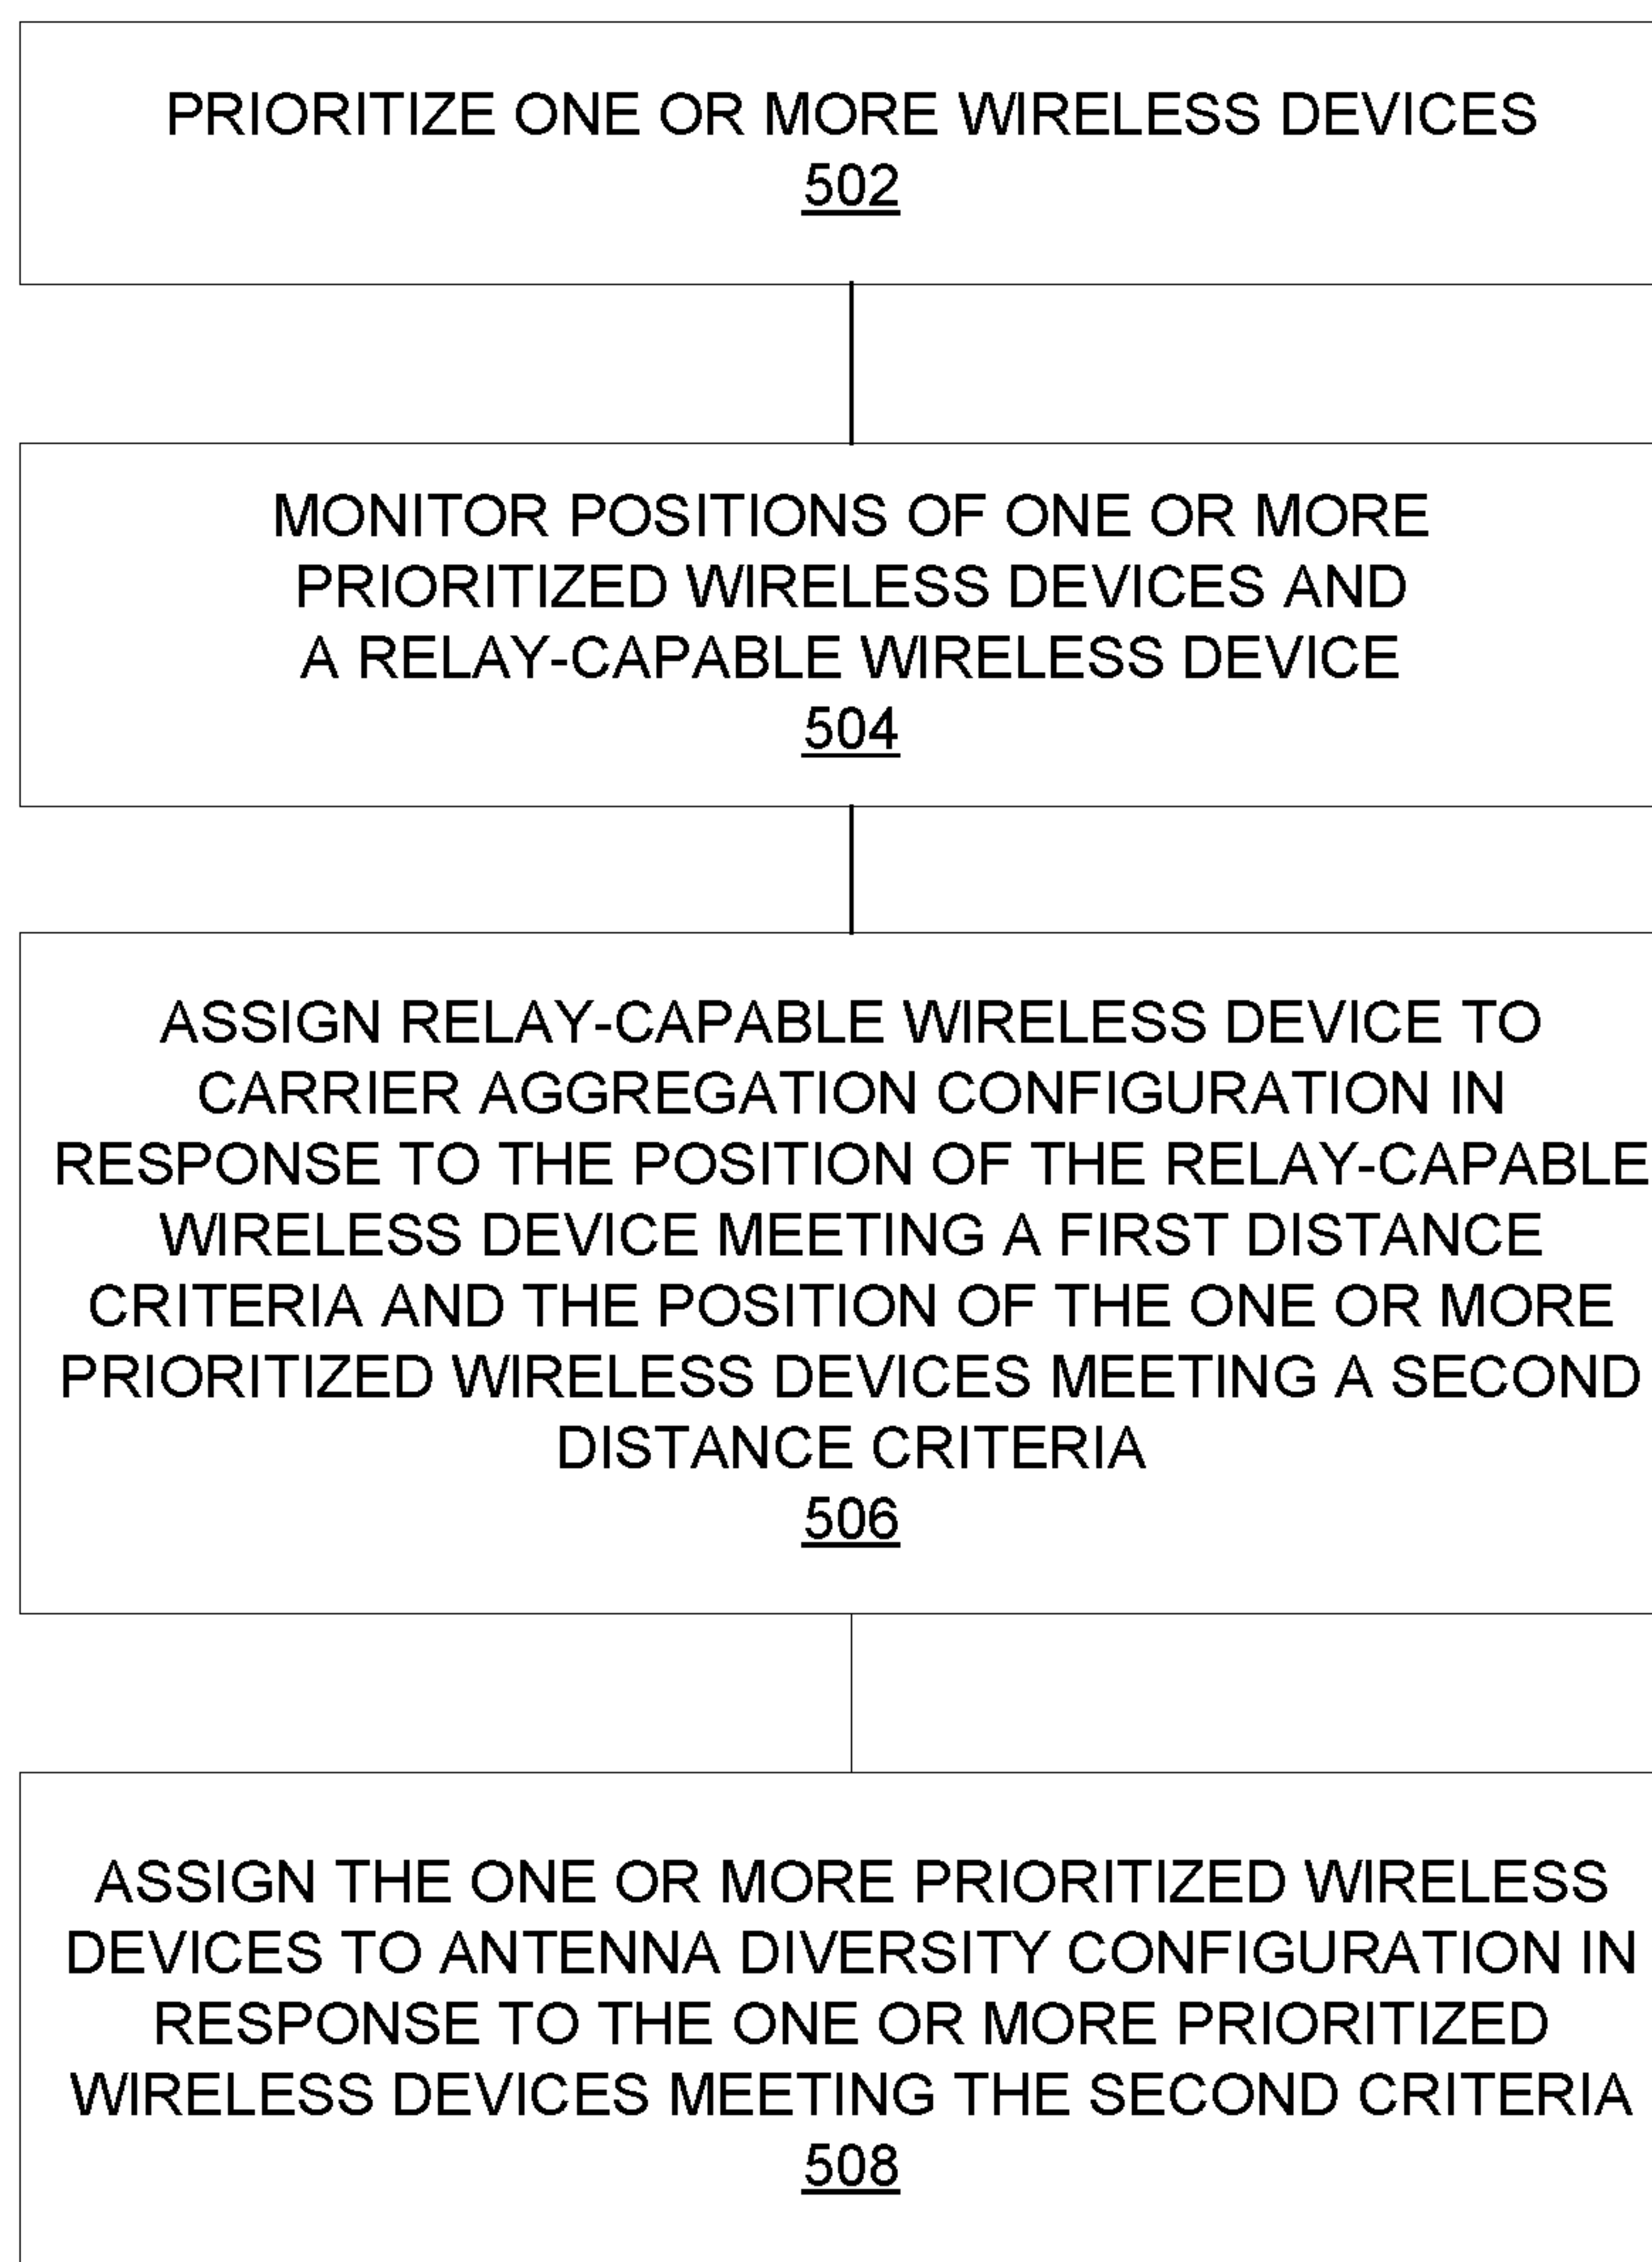 PRIORITIZE ONE OR MORE WIRELESS DEVICES
502
MONITOR POSITIONS OF ONE OR MORE
PRIORITIZED WIRELESS DEVICES AND
A RELAY-CAPABLE WIRELESS DEVICE
504
ASSIGN RELAY-CAPABLE WIRELESS DEVICE TO
CARRIER AGGREGATION CONFIGURATION IN
RESPONSE TO THE POSITION OF THE RELAY-CAPABLE
WIRELESS DEVICE MEETING A FIRST DISTANCE
CRITERIA AND THE POSITION OF THE ONE OR MORE
PRIORITIZED WIRELESS DEVICES MEETING A SECOND
DISTANCE CRITERIA
506
ASSIGN THE ONE OR MORE PRIORITIZED WIRELESS
DEVICES TO ANTENNA DIVERSITY CONFIGURATION IN
RESPONSE TO THE ONE OR MORE PRIORITIZED
WIRELESS DEVICES MEETING THE SECOND CRITERIA
508